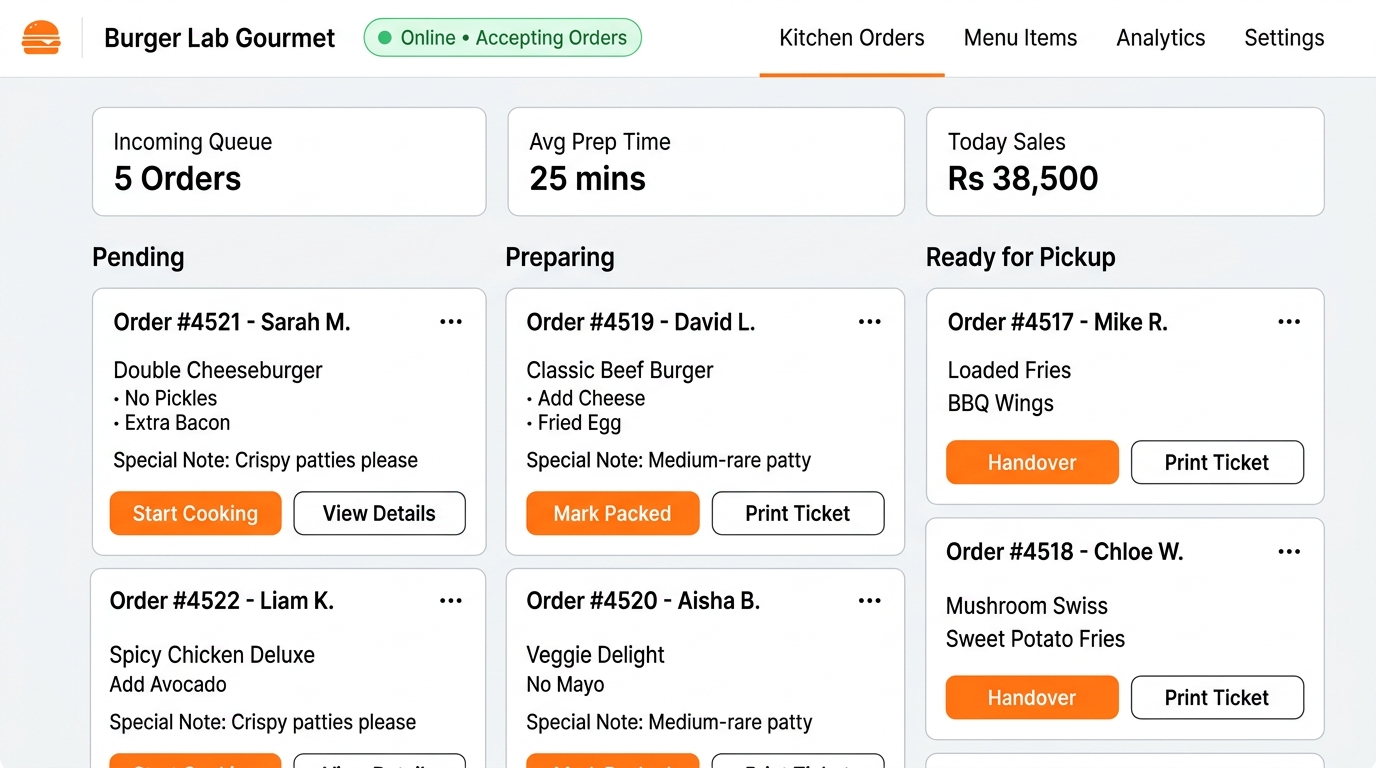 Burger Lab Gourmet
Online • Accepting Orders
Kitchen Orders
Menu Items
Analytics
Settings
Incoming Queue
5 Orders
Avg Prep Time
25 mins
Today Sales
Rs 38,500
Pending
Order #4521 - Sarah M.
Double Cheeseburger
• No Pickles
• Extra Bacon
Special Note: Crispy patties please
Start Cooking
View Details
Order #4522 - Liam K.
Spicy Chicken Deluxe
Add Avocado
Special Note: Crispy patties please
Preparing
Order #4519 - David L.
Classic Beef Burger
• Add Cheese
• Fried Egg
Special Note: Medium-rare patty
Mark Packed
Print Ticket
Order #4520 - Aisha B.
Veggie Delight
No Mayo
Special Note: Medium-rare patty
Ready for Pickup
Order #4517 - Mike R.
Loaded Fries
BBQ Wings
Handover
Print Ticket
Order #4518 - Chloe W.
Mushroom Swiss
Sweet Potato Fries
Handover
Print Ticket